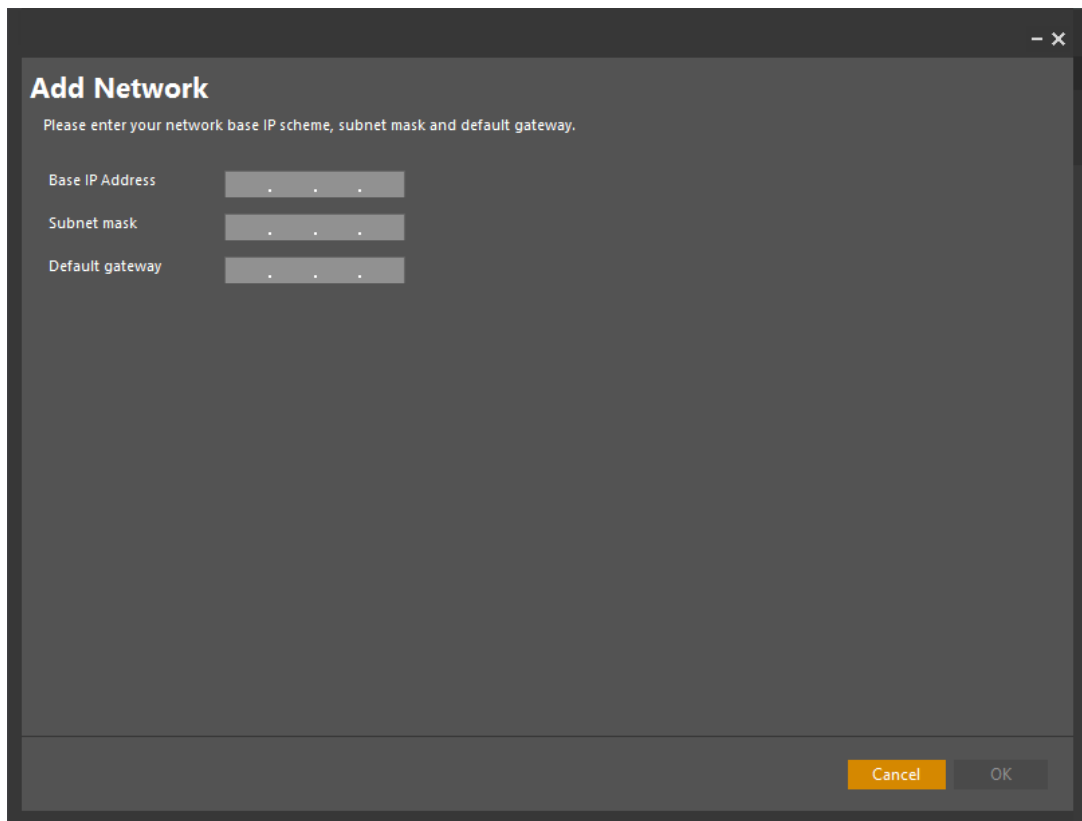 Add Network
Please enter your network base IP scheme, subnet mask and default gateway.
Base IP Address . . .
Subnet mask . . .
Default gateway . . .
Cancel OK